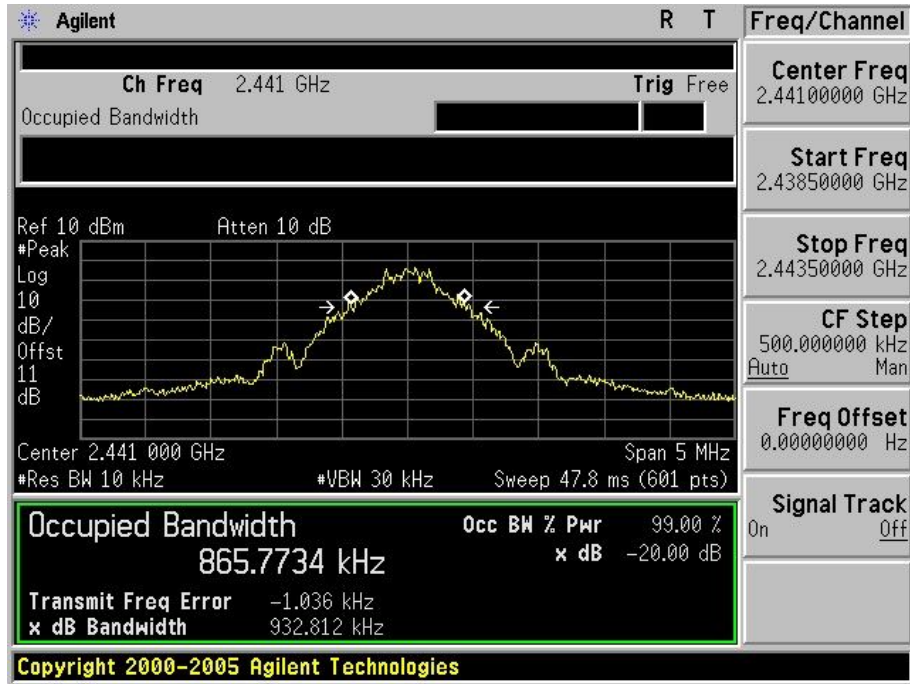 Agilent R T Freq/Channel
Ch Freq 2.441 GHz Trig Free
Occupied Bandwidth
Center Freq
2.44100000 GHz
Start Freq
2.43850000 GHz
Stop Freq
2.44350000 GHz
CF Step
500.000000 kHz
Auto Man
Freq Offset
0.00000000 Hz
Signal Track
On Off
Ref 10 dBm Atten 10 dB
#Peak
Log
10
dB/
Offst
11
dB
Center 2.441 000 GHz Span 5 MHz
#Res BW 10 kHz #VBW 30 kHz Sweep 47.8 ms (601 pts)
Occupied Bandwidth Occ BW % Pwr 99.00 %
865.7734 kHz x dB -20.00 dB
Transmit Freq Error -1.036 kHz
x dB Bandwidth 932.812 kHz
Copyright 2000-2005 Agilent Technologies